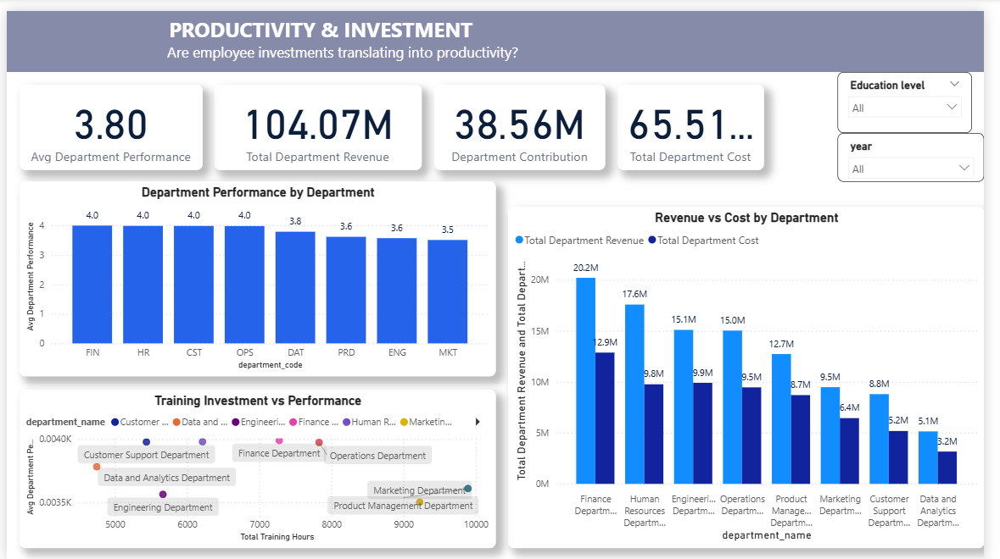 PRODUCTIVITY & INVESTMENT
Are employee investments translating into productivity?
3.80
Avg Department Performance
104.07M
Total Department Revenue
38.56M
Department Contribution
65.51...
Total Department Cost
Education level
All
year
All
Department Performance by Department
Avg Department Performance
4
3
2
1
0
4.0
4.0
4.0
4.0
3.8
3.6
3.6
3.5
FIN
HR
CST
OPS
DAT
PRD
ENG
MKT
department_code
Training Investment vs Performance
department_name
Customer ...
Data and ...
Engineeri...
Finance ...
Human R...
Marketin...
Avg Department Pe...
0.0040K
0.0035K
Customer Support Department
Finance Department
Operations Department
Data and Analytics Department
Marketing Department
Engineering Department
Product Management Department
5000
6000
7000
8000
9000
10000
Total Training Hours
Revenue vs Cost by Department
Total Department Revenue
Total Department Cost
Total Department Revenue and Total Depart...
20M
15M
10M
5M
0M
20.2M
12.9M
17.6M
9.8M
15.1M
9.9M
15.0M
9.5M
12.7M
8.7M
9.5M
6.4M
8.8M
5.2M
5.1M
3.2M
Finance
Departm...
Human
Resources
Departm...
Engineeri...
Departm...
Operations
Departm...
Product
Manage...
Departm...
Marketing
Departm...
Customer
Support
Departm...
Data and
Analytics
Departm...
department_name